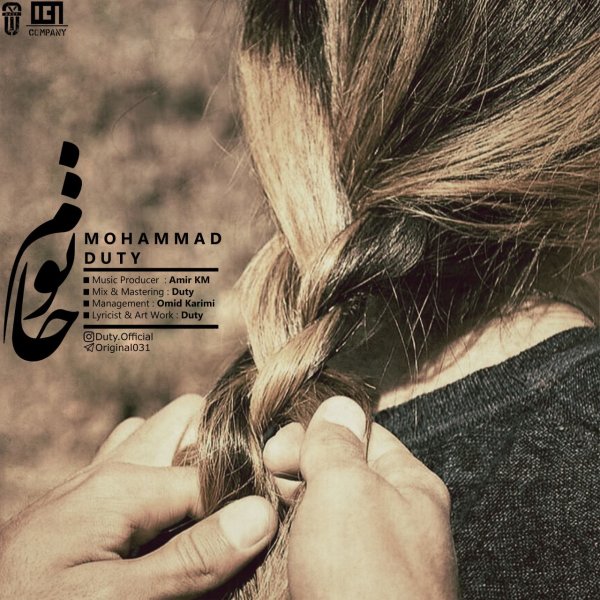 COMPANY
خانوم
MOHAMMAD
DUTY
Music Producer : Amir KM
Mix & Mastering : Duty
Management : Omid Karimi
Lyricist & Art Work : Duty
Duty.Official
Original031